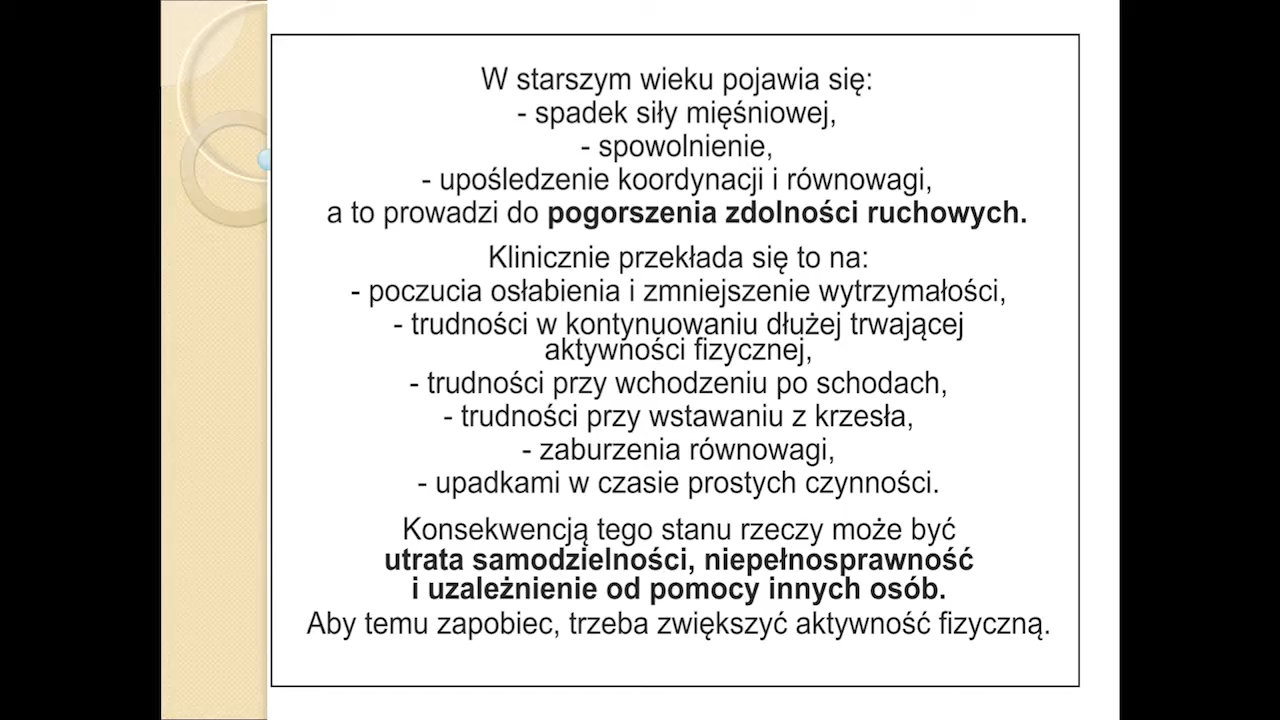 W starszym wieku pojawia się:
- spadek siły mięśniowej,
- spowolnienie,
- upośledzenie koordynacji i równowagi,
a to prowadzi do pogorszenia zdolności ruchowych.
Klinicznie przekłada się to na:
- poczucia osłabienia i zmniejszenie wytrzymałości,
- trudności w kontynuowaniu dłużej trwającej
aktywności fizycznej,
- trudności przy wchodzeniu po schodach,
- trudności przy wstawaniu z krzesła,
- zaburzenia równowagi,
- upadkami w czasie prostych czynności.
Konsekwencją tego stanu rzeczy może być
utrata samodzielności, niepełnosprawność
i uzależnienie od pomocy innych osób.
Aby temu zapobiec, trzeba zwiększyć aktywność fizyczną.